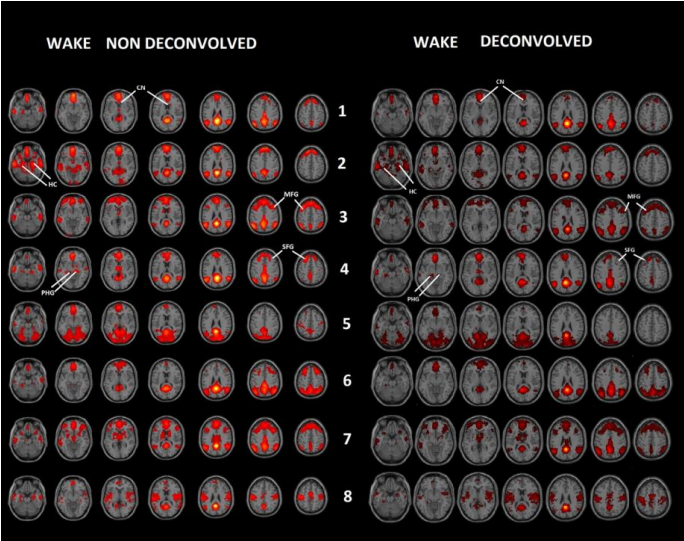 WAKE NON DECONVOLVED
WAKE DECONVOLVED
CN
CN
1
2
HC
HC
MFG
MFG
3
SFG
SFG
4
PHG
PHG
5
6
7
8